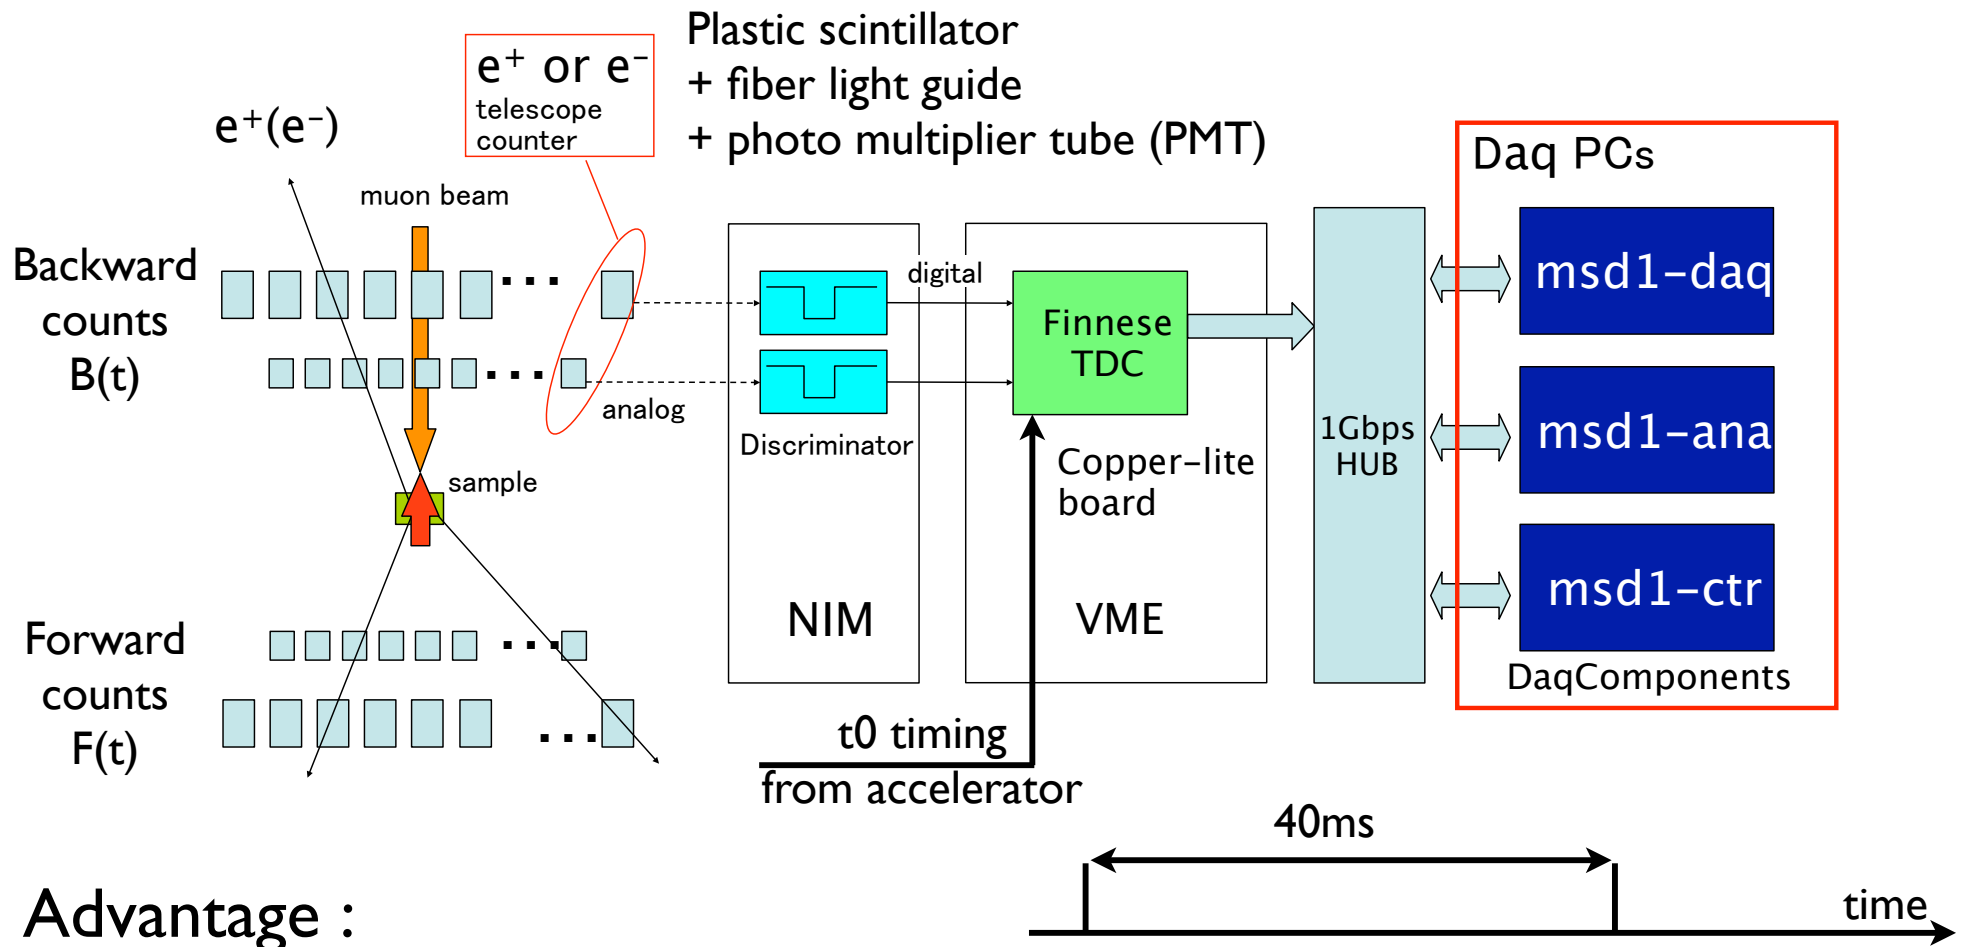 Plastic scintillator
+ fiber light guide
+ photo multiplier tube (PMT)
e⁺ or e⁻
telescope
counter
e⁺(e⁻)
muon beam
Backward
counts
B(t)
analog
digital
sample
Forward
counts
F(t)
Discriminator
NIM
Finnese
TDC
Copper-lite
board
VME
t0 timing
from accelerator
1Gbps
HUB
Daq PCs
msd1-daq
msd1-ana
msd1-ctr
DaqComponents
40ms
time
Advantage :